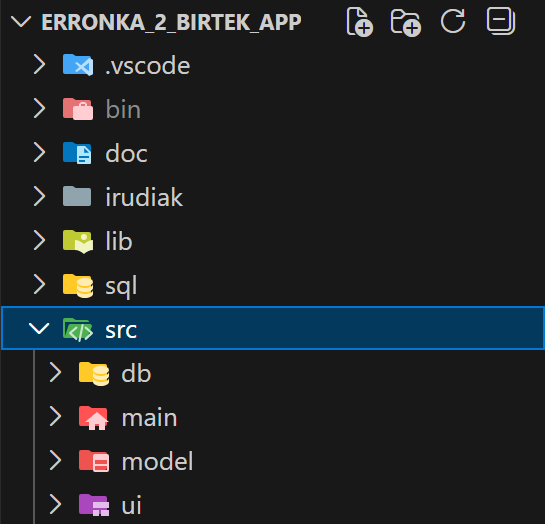 ERRONKA_2_BIRTEK_APP
.vscode
bin
doc
irudiak
lib
sql
src
db
main
model
ui